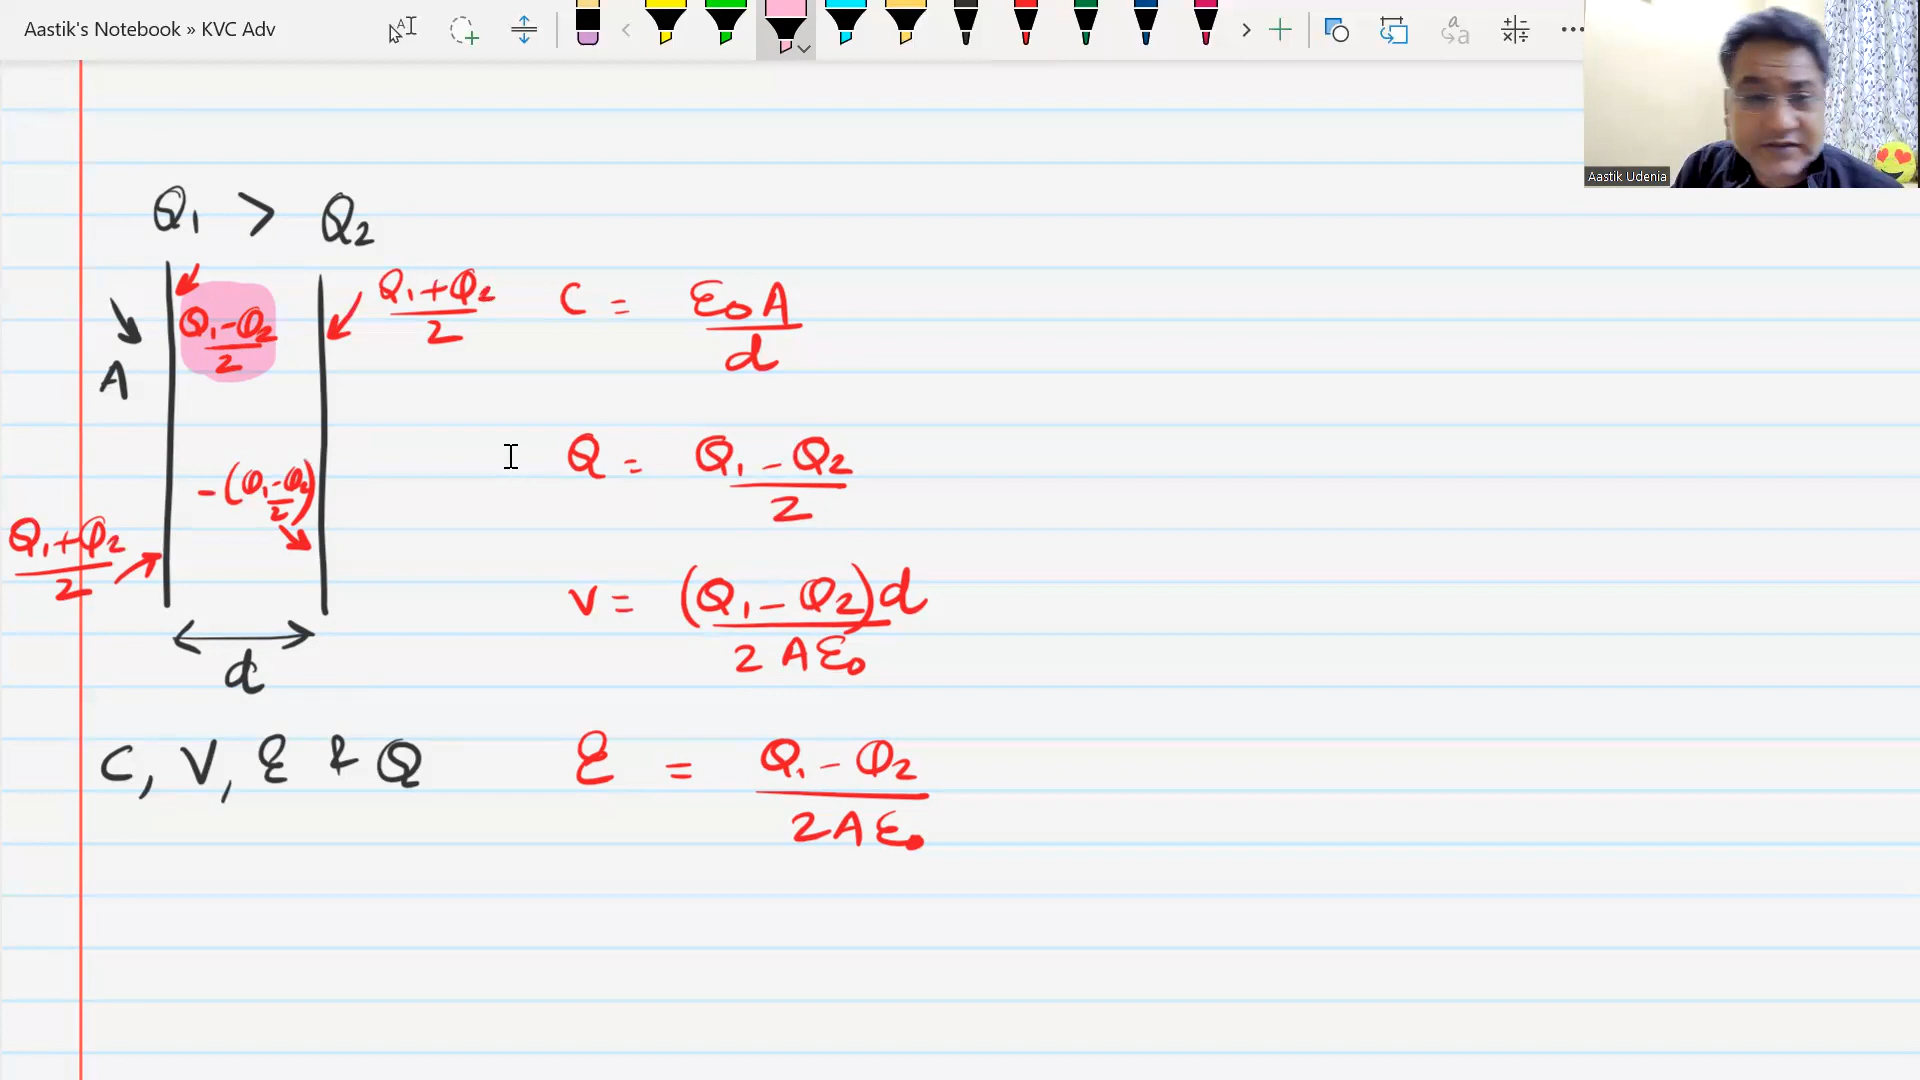 Aastik's Notebook » KVC Adv
Aastik Udenia
Q₁ > Q₂
A
(Q₁-Q₂)/2
(Q₁+Q₂)/2
-((Q₁-Q₂)/2)
(Q₁+Q₂)/2
d
C, V, E & Q
C = ε₀A/d
Q = (Q₁-Q₂)/2
V = (Q₁-Q₂)d/2Aε₀
E = (Q₁-Q₂)/2Aε₀